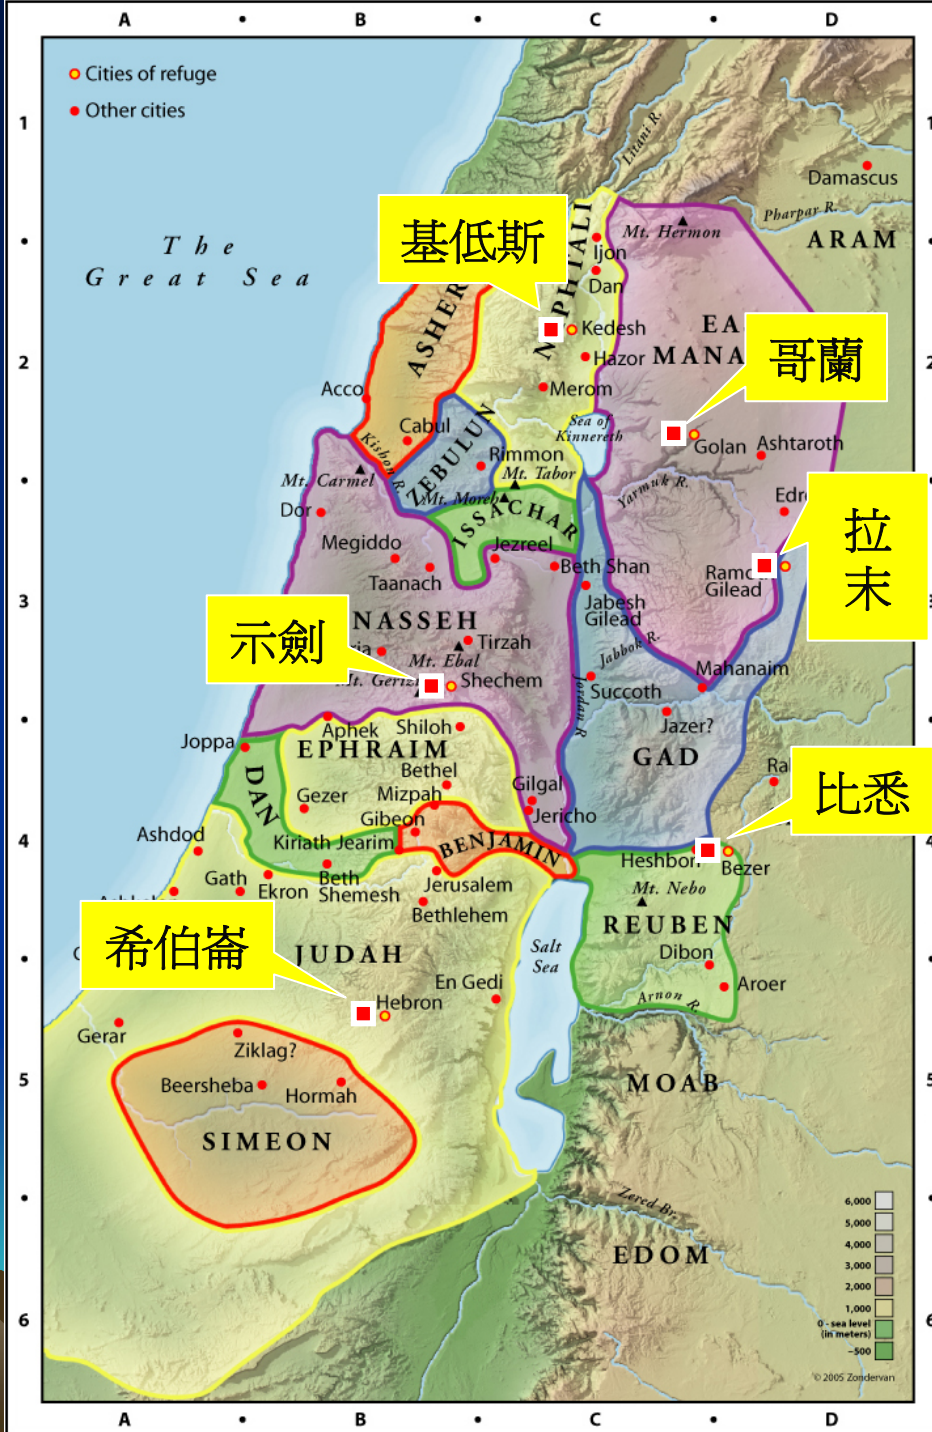 A
B
C
D
Cities of refuge
Other cities
1
1
Litani R.
Damascus
Pharpar R.
ARAM
The
Great Sea
基低斯
Mt. Hermon
Ijon
Dan
ASHER
Kedesh
Hazor
哥蘭
2
2
Acco
Merom
Cabul
Sea of
Kinnereth
Golan
Ashtaroth
Kishon R.
ZEBULUN
Rimmon
Mt. Tabor
Mt. Carmel
Mt. Moreh
Yarmuk R.
Dor
ISSACHAR
拉
末
Megiddo
Jezreel
Taanach
Beth Shan
Gilead
3
Jabesh
Gilead
示劍
NASSEH
Tirzah
Mt. Ebal
Jabbok R.
Shechem
Mahanaim
Succoth
Jordan R.
Joppa
Aphek
Shiloh
Jazer?
EPHRAIM
GAD
DAN
Bethel
Gezer
Mizpah
Gilgal
比悉
Gibeon
Jericho
Ashdod
Kiriath Jearim
BENJAMIN
4
4
Heshbon
Bezer
Gath
Ekron
Beth
Shemesh
Jerusalem
Mt. Nebo
Bethlehem
REUBEN
希伯崙
JUDAH
Salt
Sea
Dibon
En Gedi
Aroer
Hebron
Arnon R.
Gerar
Ziklag?
5
5
Beersheba
Hormah
MOAB
SIMEON
Zered Br.
EDOM
6,000
5,000
4,000
3,000
2,000
1,000
0 - sea level
(in meters)
-500
6
6
© 2005 Zondervan
A
B
C
D